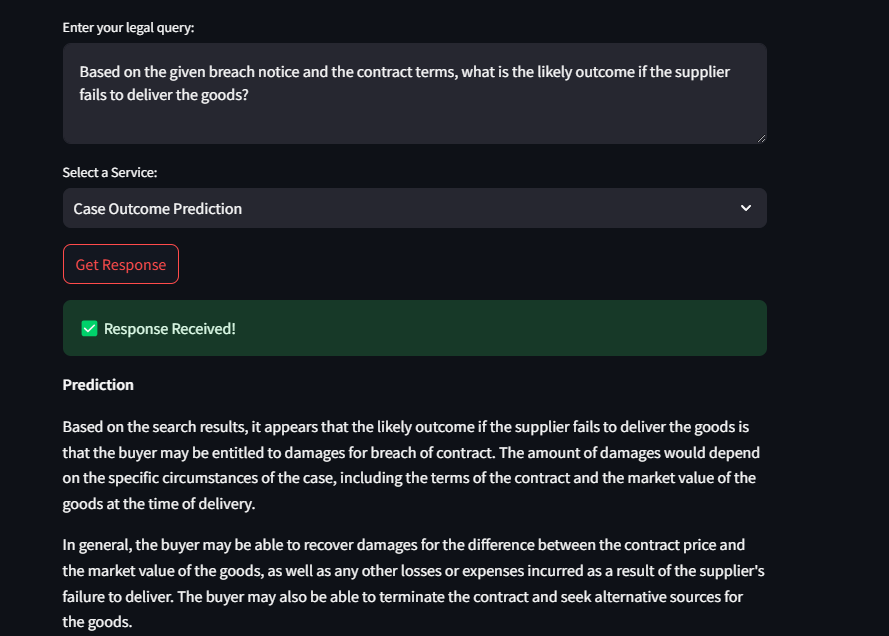 Enter your legal query:
Based on the given breach notice and the contract terms, what is the likely outcome if the supplier
fails to deliver the goods?
Select a Service:
Case Outcome Prediction
Get Response
✅ Response Received!
Prediction
Based on the search results, it appears that the likely outcome if the supplier fails to deliver the goods is
that the buyer may be entitled to damages for breach of contract. The amount of damages would depend
on the specific circumstances of the case, including the terms of the contract and the market value of the
goods at the time of delivery.
In general, the buyer may be able to recover damages for the difference between the contract price and
the market value of the goods, as well as any other losses or expenses incurred as a result of the supplier's
failure to deliver. The buyer may also be able to terminate the contract and seek alternative sources for
the goods.